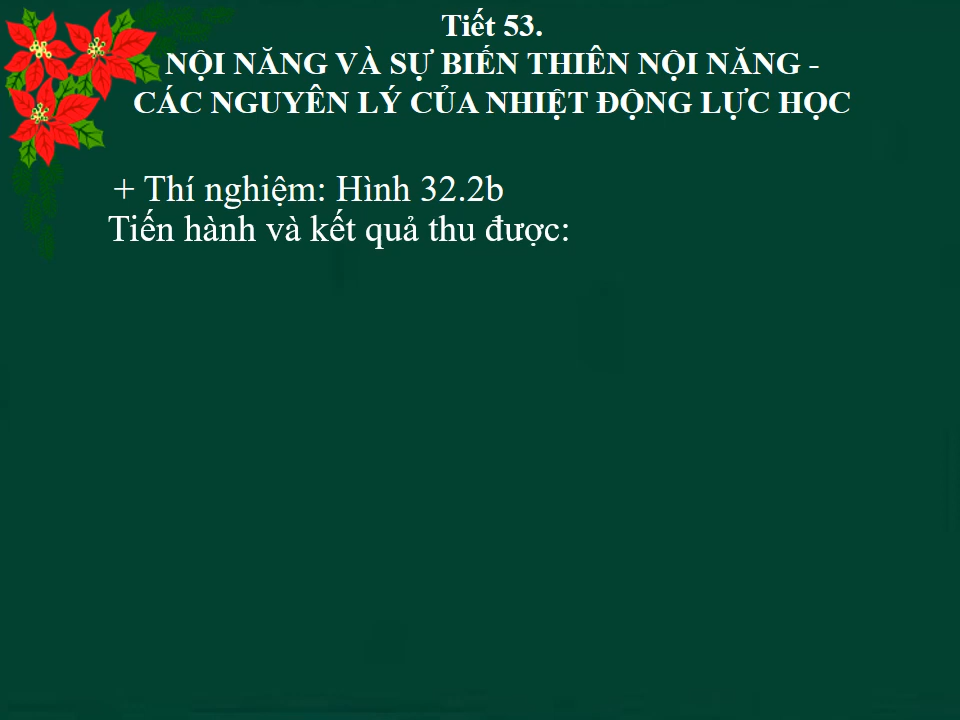 Tiết 53.
NỘI NĂNG VÀ SỰ BIẾN THIÊN NỘI NĂNG -
CÁC NGUYÊN LÝ CỦA NHIỆT ĐỘNG LỰC HỌC
+ Thí nghiệm: Hình 32.2b
Tiến hành và kết quả thu được: